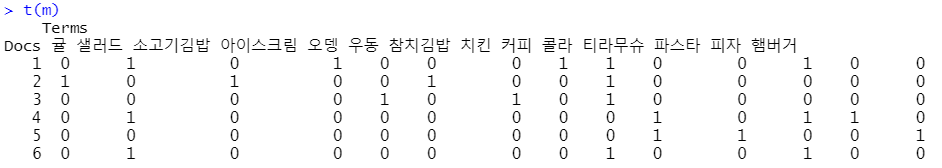 > t(m)
Terms
Docs 귤 샐러드 소고기김밥 아이스크림 오뎅 우동 참치김밥 치킨 커피 콜라 티라무슈 파스타 피자 햄버거
1 0 1 0 1 0 0 0 1 1 0 0 1 0 0
2 1 0 1 0 0 1 0 0 1 0 0 0 0 0
3 0 0 0 0 1 0 1 0 1 0 0 0 0 0
4 0 1 0 0 0 0 0 0 0 1 0 1 1 0
5 0 0 0 0 0 0 0 0 0 1 1 0 0 1
6 0 1 0 0 0 0 0 0 1 0 0 1 0 0